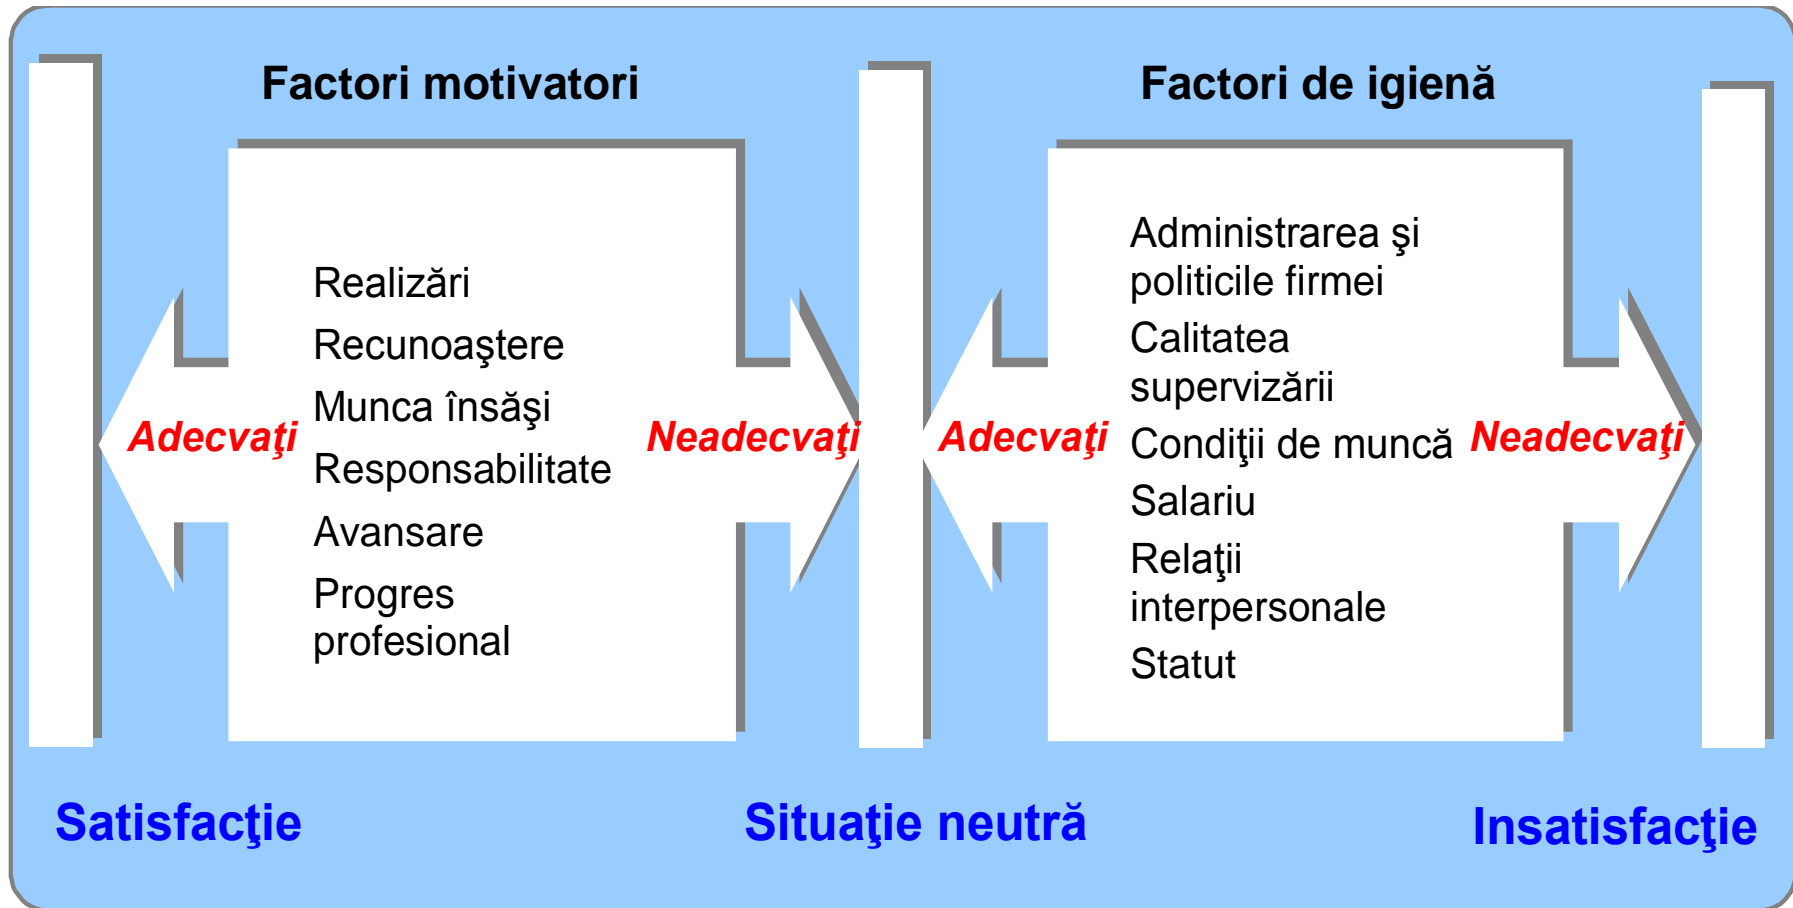 Factori motivatori
Realizări
Recunoaştere
Munca însăşi
Responsabilitate
Avansare
Progres
profesional
Adecvaţi
Neadecvaţi
Factori de igienă
Administrarea şi
politicile firmei
Calitatea
supervizării
Condiţii de muncă
Salariu
Relaţii
interpersonale
Statut
Adecvaţi
Neadecvaţi
Satisfacţie
Situaţie neutră
Insatisfacţie